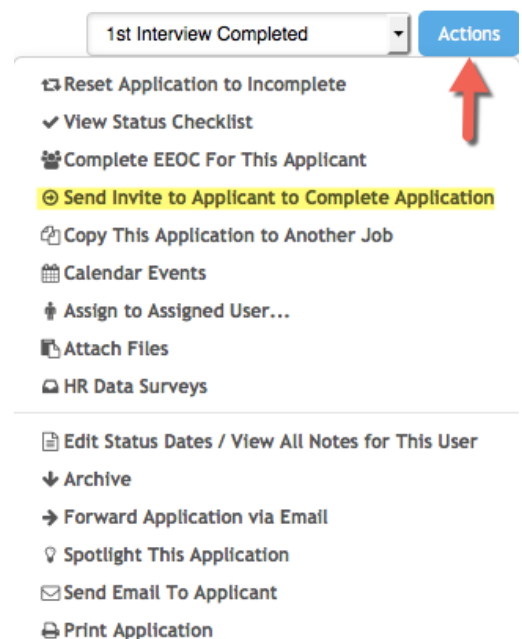 1st Interview Completed Actions
Reset Application to Incomplete
View Status Checklist
Complete EEOC For This Applicant
Send Invite to Applicant to Complete Application
Copy This Application to Another Job
Calendar Events
Assign to Assigned User...
Attach Files
HR Data Surveys
Edit Status Dates / View All Notes for This User
Archive
Forward Application via Email
Spotlight This Application
Send Email To Applicant
Print Application